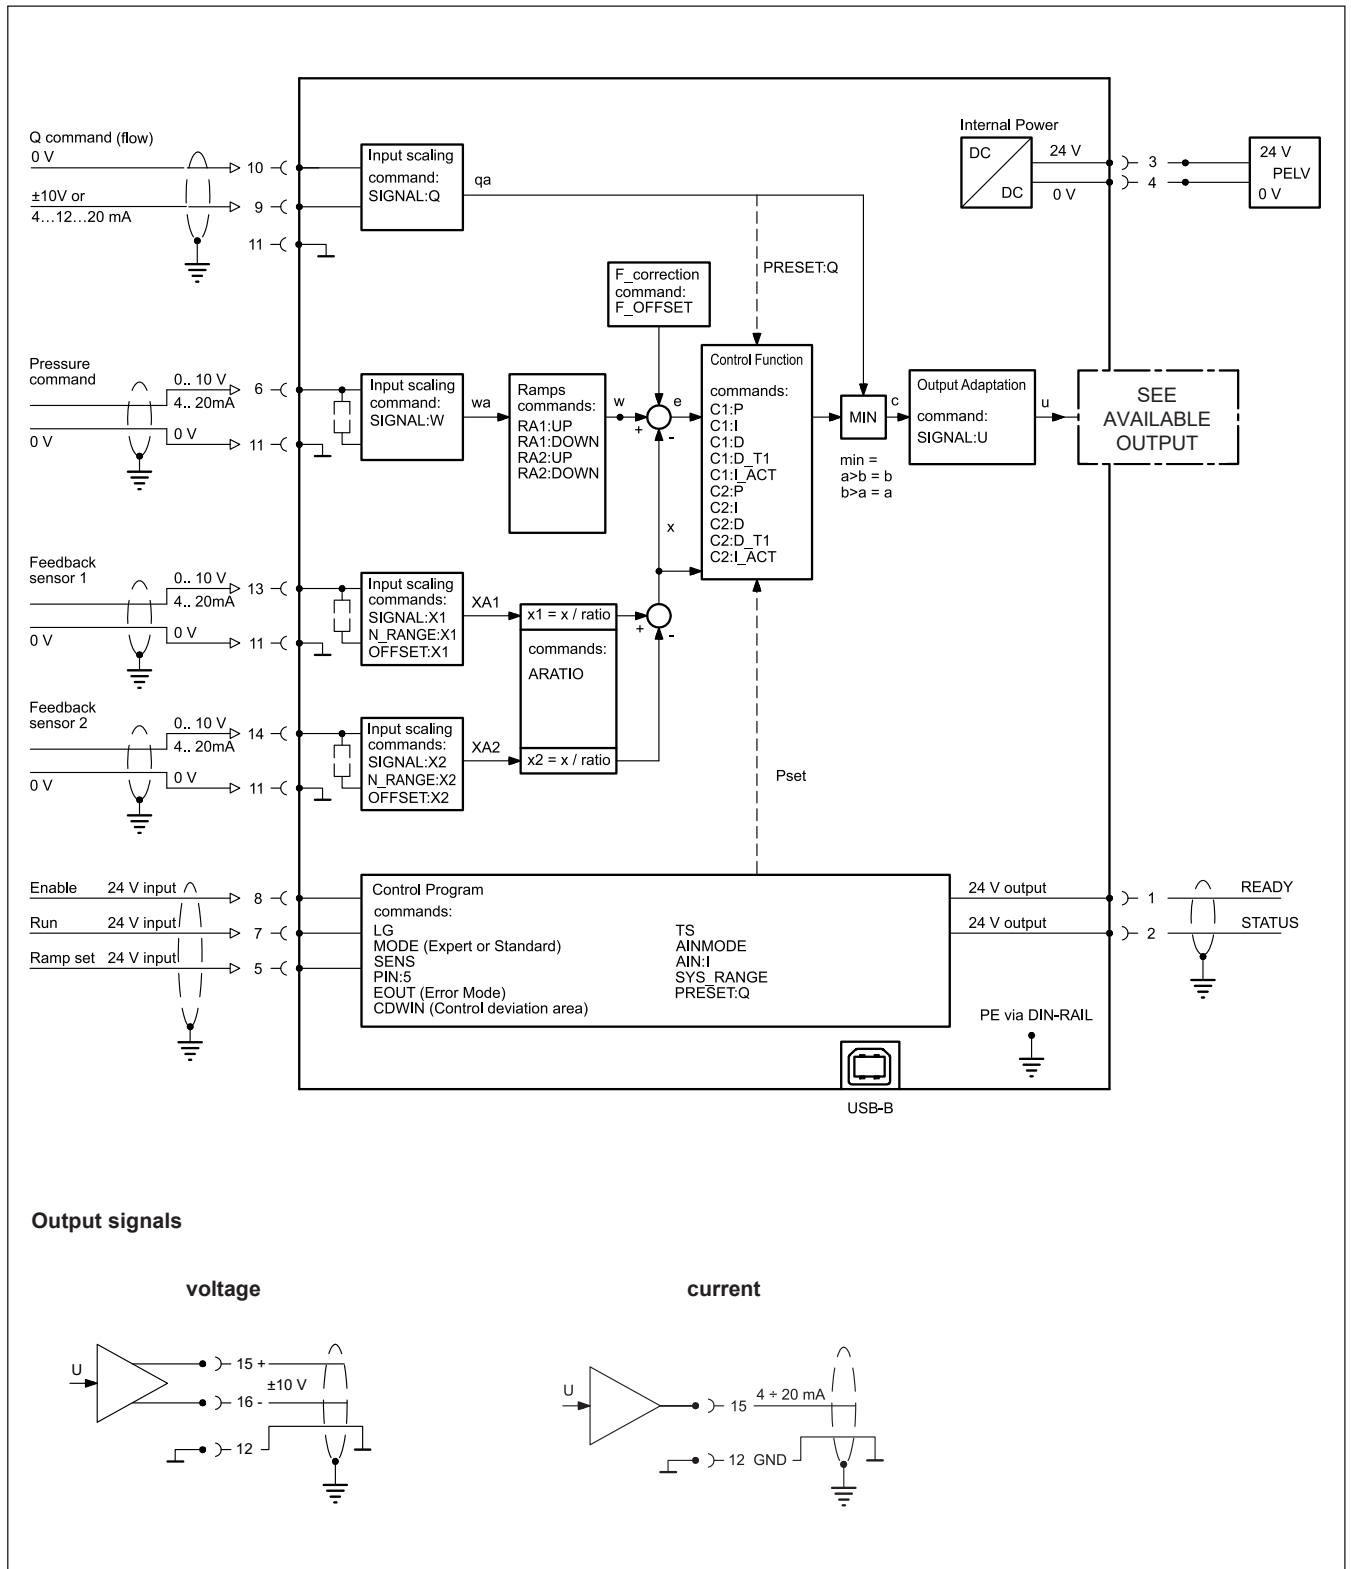 Q command (flow)
0 V
10
±10V or
4...12...20 mA
9
11
Input scaling
command:
SIGNAL:Q
qa
Internal Power
DC
DC
24 V
0 V
3
4
24 V
PELV
0 V
PRESET:Q
F_correction
command:
F_OFFSET
Pressure
command
0.. 10 V
4.. 20mA
6
0 V
0 V
11
Input scaling
command:
SIGNAL:W
wa
Ramps
commands:
RA1:UP
RA1:DOWN
RA2:UP
RA2:DOWN
w
+
-
e
x
Control Function
commands:
C1:P
C1:I
C1:D
C1:D_T1
C1:I_ACT
C2:P
C2:I
C2:D
C2:D_T1
C2:I_ACT
MIN
min =
a>b = b
b>a = a
c
Output Adaptation
command:
SIGNAL:U
u
SEE
AVAILABLE
OUTPUT
Feedback
sensor 1
0.. 10 V
4.. 20mA
13
0 V
0 V
11
Input scaling
commands:
SIGNAL:X1
N_RANGE:X1
OFFSET:X1
XA1
x1 = x / ratio
commands:
ARATIO
x2 = x / ratio
+
-
Feedback
sensor 2
0.. 10 V
4.. 20mA
14
0 V
0 V
11
Input scaling
commands:
SIGNAL:X2
N_RANGE:X2
OFFSET:X2
XA2
Pset
Enable 24 V input
8
Run 24 V input
7
Ramp set 24 V input
5
Control Program
commands:
LG
MODE (Expert or Standard)
SENS
PIN:5
EOUT (Error Mode)
CDWIN (Control deviation area)
TS
AINMODE
AIN:I
SYS_RANGE
PRESET:Q
24 V output
1
READY
24 V output
2
STATUS
PE via DIN-RAIL
USB-B
Output signals
voltage
U
15 +
±10 V
16 -
12
current
U
15
4 ÷ 20 mA
12 GND